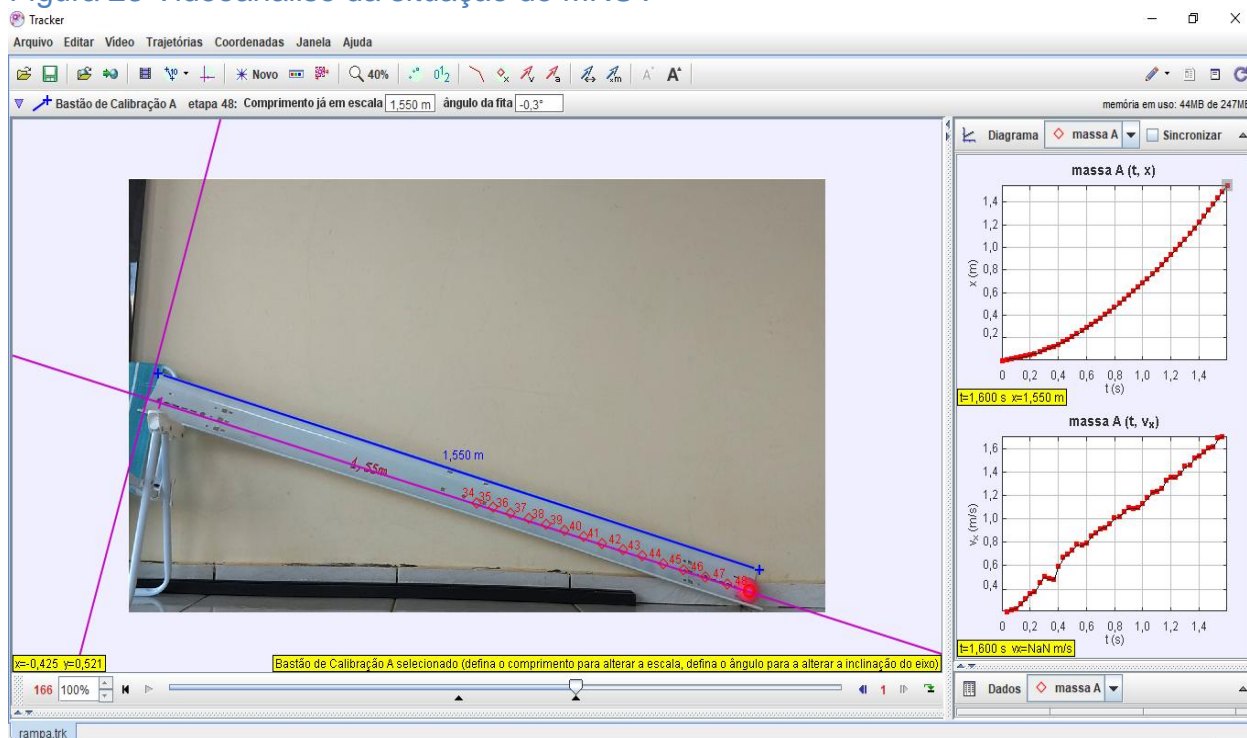 Tracker
Arquivo Editar Vídeo Trajetórias Coordenadas Janela Ajuda
Novo 40%
Bastão de Calibração A etapa 48: Comprimento já em escala 1,550 m ângulo da fita -0,3°
memória em uso: 44MB de 247MB
Diagrama massa A Sincronizar
massa A (t, x)
1,4
1,2
1,0
0,8
0,6
0,4
0,2
x (m)
0 0,2 0,4 0,6 0,8 1,0 1,2 1,4
t (s)
t=1,600 s x=1,550 m
massa A (t, vx)
1,6
1,4
1,2
1,0
0,8
0,6
0,4
vx (m/s)
0 0,2 0,4 0,6 0,8 1,0 1,2 1,4
t (s)
t=1,600 s vx=NaN m/s
1,550 m
1,55m
34 35 36 37 38 39 40 41 42 43 44 45 46 47 48
x=-0,425 y=0,521
Bastão de Calibração A selecionado (defina o comprimento para alterar a escala, defina o ângulo para a alterar a inclinação do eixo)
166 100% 1
Dados massa A
rampa.trk